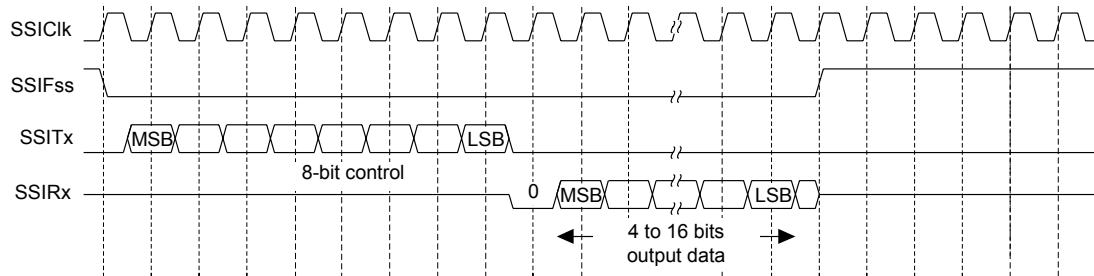 SSIClk
SSIFss
SSITx
MSB
LSB
8-bit control
SSIRx
0
MSB
LSB
4 to 16 bits
output data